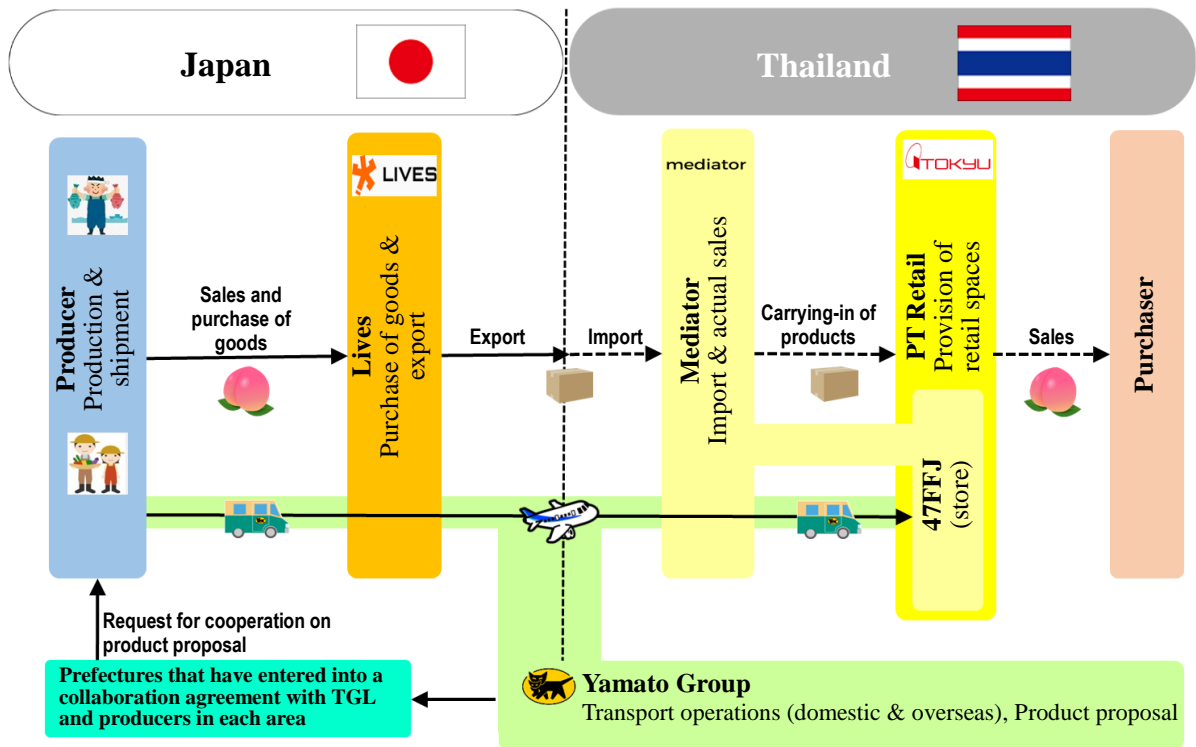 Japan
Thailand
LIVES
mediator
TOKYU
Producer
Production &
shipment
Sales and
purchase of
goods
Lives
Purchase of goods &
export
Export
Import
Mediator
Import & actual sales
Carrying-in of
products
PT Retail
Provision of
retail spaces
Sales
Purchaser
47FFJ
(store)
Request for cooperation on
product proposal
Prefectures that have entered into a
collaboration agreement with TGL
and producers in each area
Yamato Group
Transport operations (domestic & overseas), Product proposal